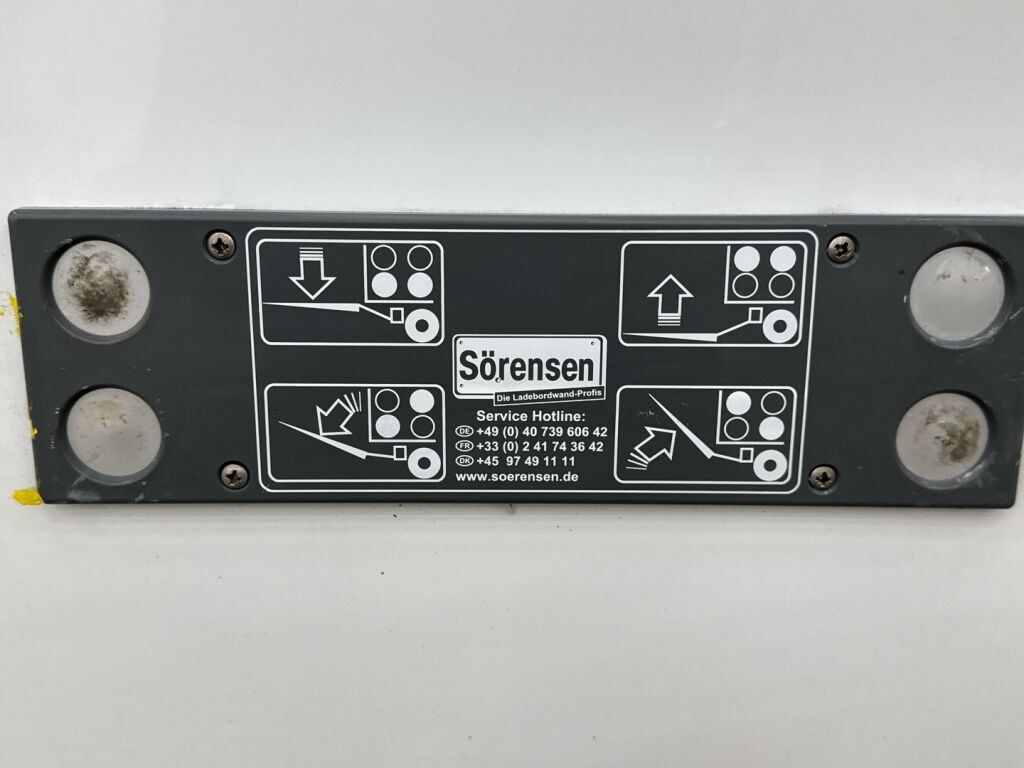 Sörensen
Die Ladebordwand-Profis
Service Hotline:
DE +49 (0) 40 739 606 42
FR +33 (0) 2 41 74 36 42
DK +45 97 49 11 11
www.soerensen.de